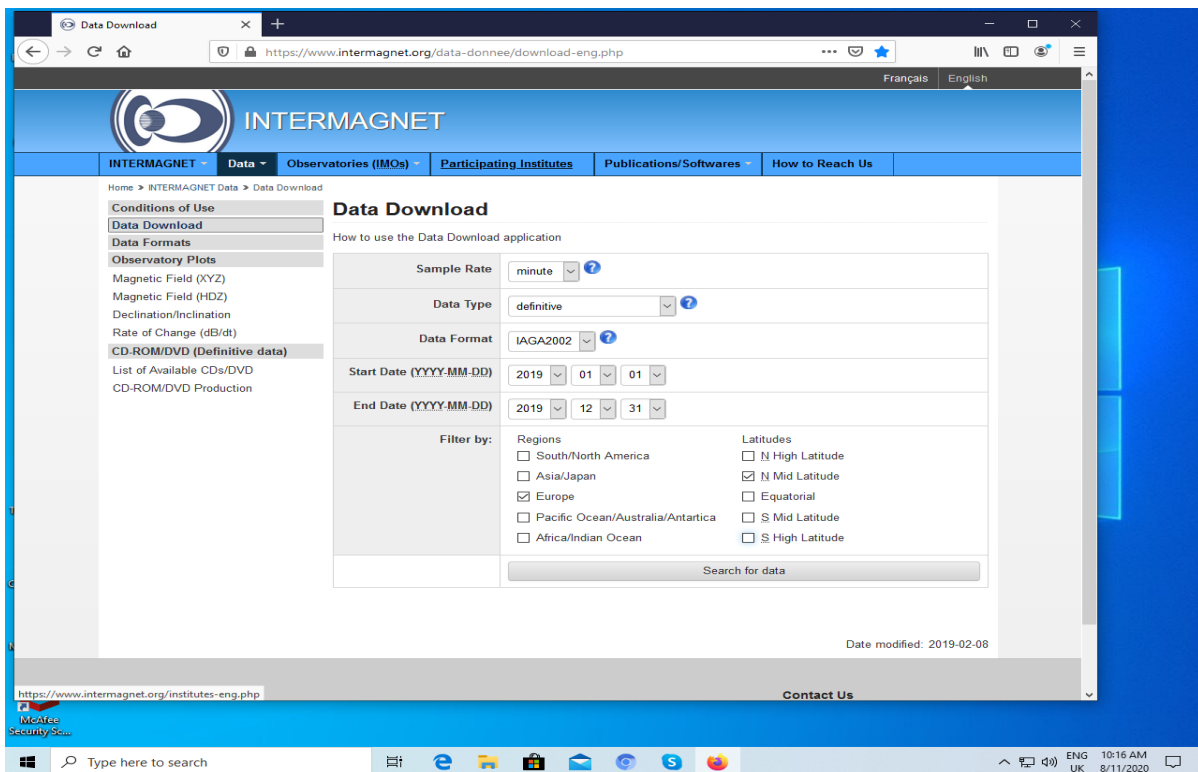 Data Download
https://www.intermagnet.org/data-donnee/download-eng.php
Français English
INTERMAGNET
INTERMAGNET Data Observatories (IMOs) Participating Institutes Publications/Softwares How to Reach Us
Home > INTERMAGNET Data > Data Download
Conditions of Use
Data Download
Data Formats
Observatory Plots
Magnetic Field (XYZ)
Magnetic Field (HDZ)
Declination/Inclination
Rate of Change (dB/dt)
CD-ROM/DVD (Definitive data)
List of Available CDs/DVD
CD-ROM/DVD Production
Data Download
How to use the Data Download application
Sample Rate minute ?
Data Type definitive ?
Data Format IAGA2002 ?
Start Date (YYYY-MM-DD) 2019 01 01
End Date (YYYY-MM-DD) 2019 12 31
Filter by:
Regions
South/North America
Asia/Japan
Europe
Pacific Ocean/Australia/Antartica
Africa/Indian Ocean
Latitudes
N High Latitude
N Mid Latitude
Equatorial
S Mid Latitude
S High Latitude
Search for data
Date modified: 2019-02-08
https://www.intermagnet.org/institutes-eng.php
Contact Us
McAfee
Security Sc...
Type here to search
ENG
UK
10:16 AM
8/11/2020